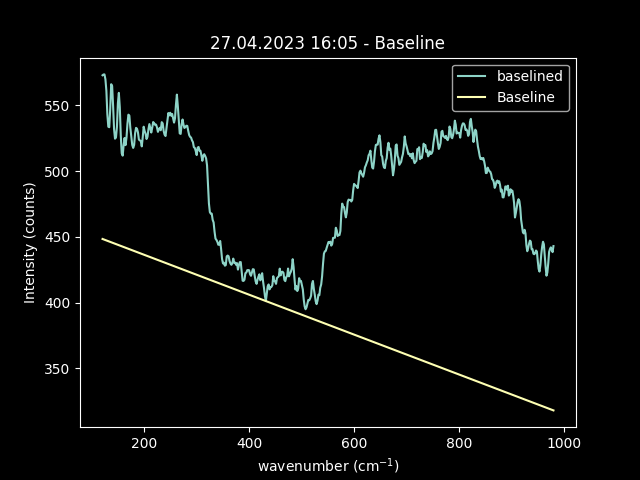 27.04.2023 16:05 - Baseline
baselined
Baseline
Intensity (counts)
550
500
450
400
350
200 400 600 800 1000
wavenumber (cm⁻¹)